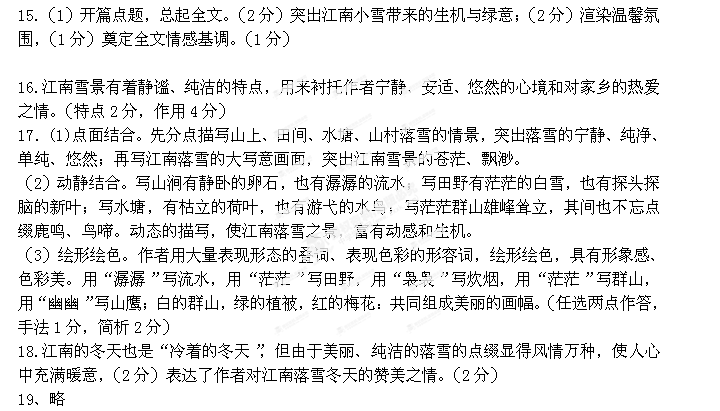 15.（1）开篇点题，总起全文。（2分）突出江南小雪带来的生机与绿意；（2分）渲染温馨氛
围，（1分）奠定全文情感基调。（1分）
16.江南雪景有着静谧、纯洁的特点，用来衬托作者宁静、安适、悠然的心境和对家乡的热爱
之情。（特点2分，作用4分）
17.（1）点面结合。先分点描写山上、田间、水塘、山村落雪的情景，突出落雪的宁静、纯净、
单纯、悠然；再写江南落雪的大写意画面，突出江南雪景的苍茫、飘渺。
（2）动静结合。写山涧有静卧的卵石，也有潺潺的流水；写田野有茫茫的白雪，也有探头探
脑的新叶；写水塘，有枯立的荷叶，也有游弋的水鸟；写茫茫群山雄峰耸立，其间也不忘点
缀鹿鸣、鸟啼。动态的描写，使江南落雪之景，富有动感和生机。
（3）绘形绘色。作者用大量表现形态的叠词、表现色彩的形容词，绘形绘色，具有形象感、
色彩美。用“潺潺 ”写流水，用“茫茫 ”写田野，用“袅袅 ”写炊烟，用“茫茫 ”写群山，
用“幽幽 ”写山鹰；白的群山，绿的植被，红的梅花：共同组成美丽的画幅。（任选两点作答，
手法1分，简析2分）
18.江南的冬天也是“冷着的冬天 ”，但由于美丽、纯洁的落雪的点缀显得风情万种，使人心
中充满暖意，（2分）表达了作者对江南落雪冬天的赞美之情。（2分）
19、略